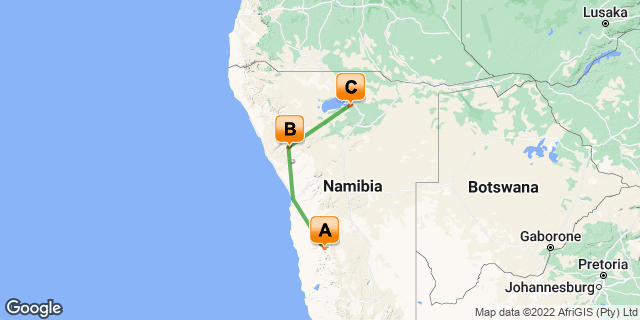 Lusaka
C
B
Namibia
Botswana
A
Gaborone
Pretoria
Johannesburg
Google
Map data ©2022 AfriGIS (Pty) Ltd